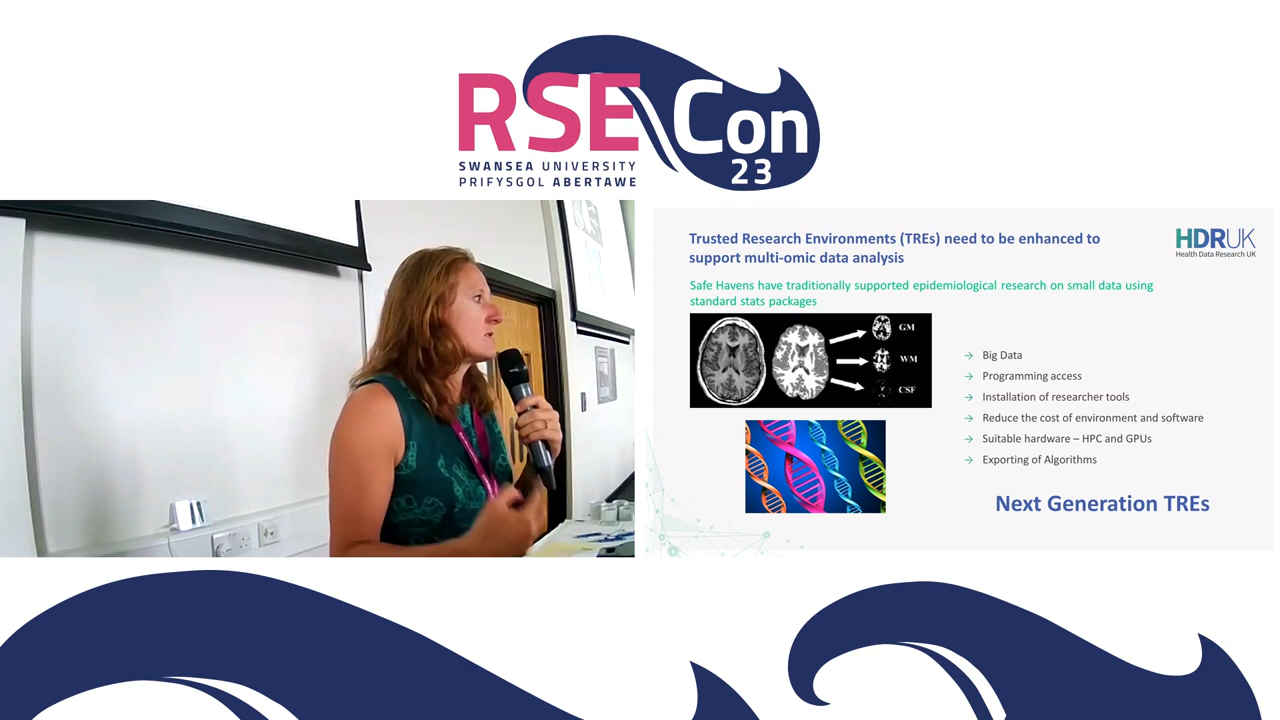 RSE Con
23
SWANSEA UNIVERSITY
PRIFYSGOL ABERTAWE
Trusted Research Environments (TREs) need to be enhanced to
support multi-omic data analysis
HDRUK
Health Data Research UK
Safe Havens have traditionally supported epidemiological research on small data using
standard stats packages
GM
WM
CSF
→ Big Data
→ Programming access
→ Installation of researcher tools
→ Reduce the cost of environment and software
→ Suitable hardware – HPC and GPUs
→ Exporting of Algorithms
Next Generation TREs